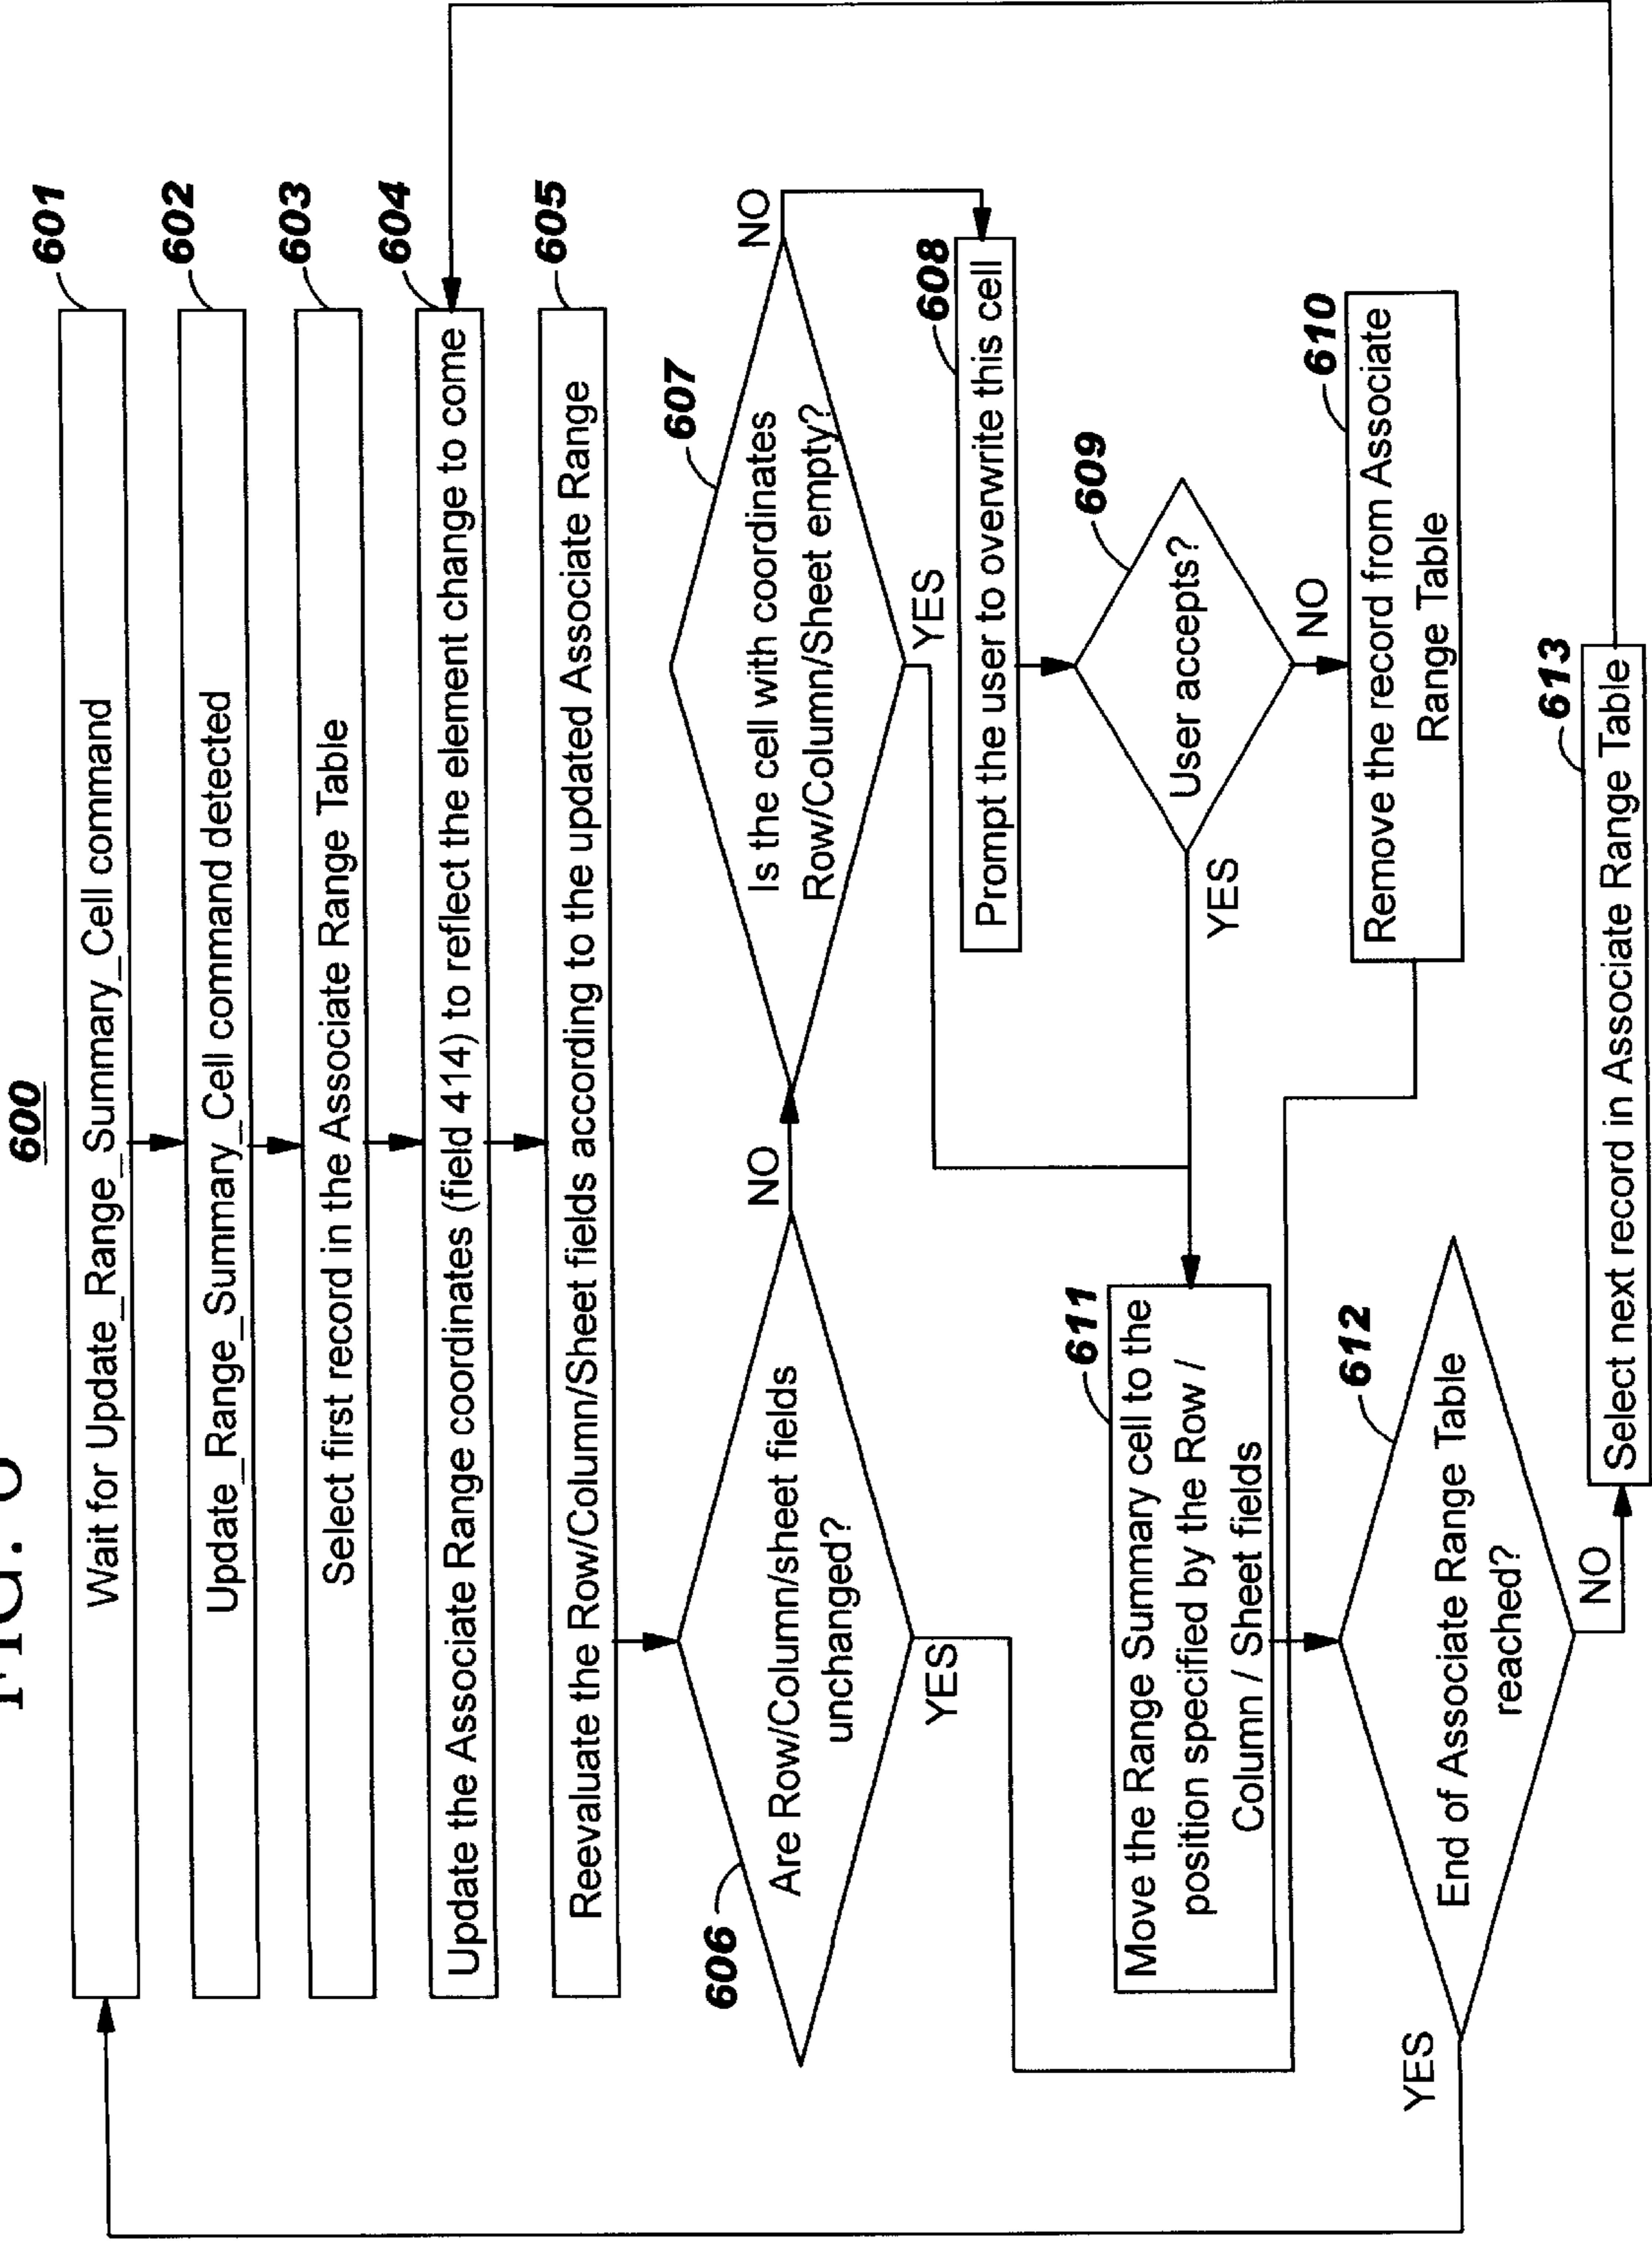 FIG. 6
600
Wait for Update_Range_Summary_Cell command
601
Update_Range_Summary_Cell command detected
602
Select first record in the Associate Range Table
603
Update the Associate Range coordinates (field 414) to reflect the element change to come
604
Reevaluate the Row/Column/Sheet fields according to the updated Associate Range
605
606
Are Row/Column/sheet fields
unchanged?
NO
YES
607
Is the cell with coordinates
Row/Column/Sheet empty?
NO
YES
608
Prompt the user to overwrite this cell
609
User accepts?
YES
NO
610
Remove the record from Associate
Range Table
611
Move the Range Summary cell to the
position specified by the Row /
Column / Sheet fields
612
End of Associate Range Table
reached?
YES
NO
613
Select next record in Associate Range Table